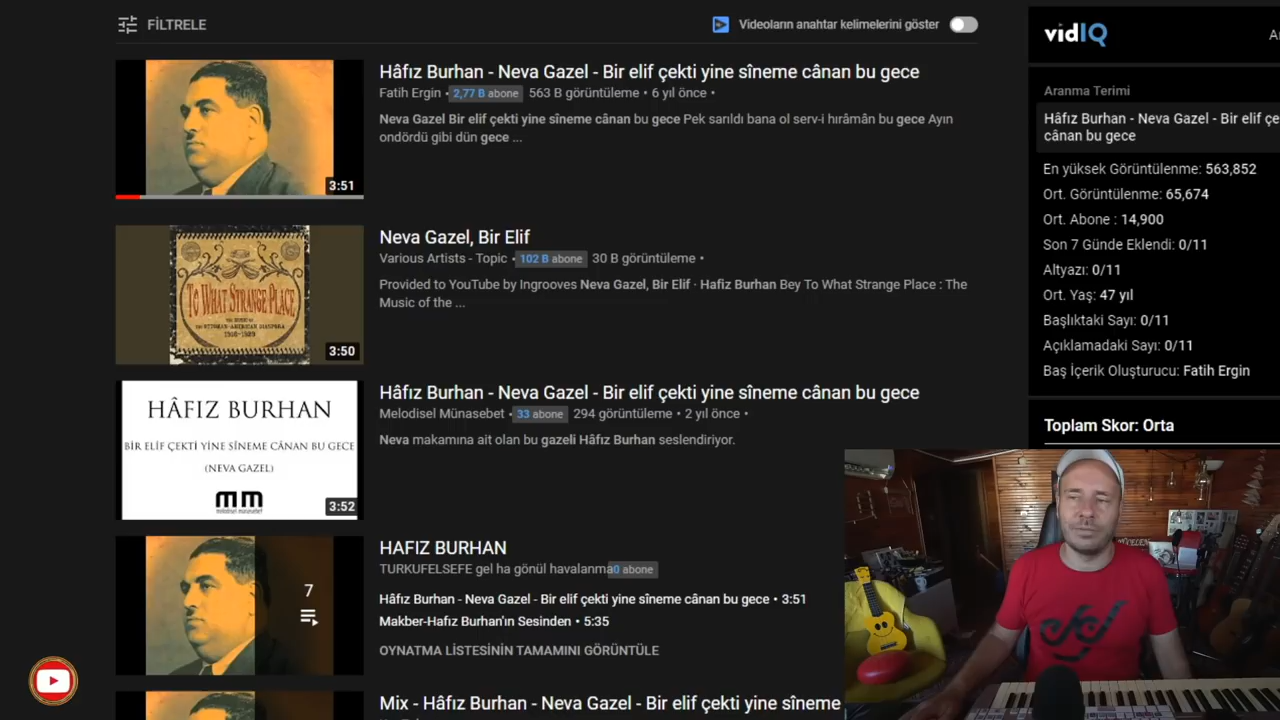 FİLTRELE
Videoların anahtar kelimelerini göster
Hâfız Burhan - Neva Gazel - Bir elif çekti yine sîneme cânan bu gece
Fatih Ergin • 2,77 B abone 563 B görüntüleme • 6 yıl önce •
Neva Gazel Bir elif çekti yine sîneme cânan bu gece Pek sarıldı bana ol serv-i hırâmân bu gece Ayın
ondördü gibi dün gece ...
3:51
Neva Gazel, Bir Elif
Various Artists - Topic • 102 B abone 30 B görüntüleme •
Provided to YouTube by Ingrooves Neva Gazel, Bir Elif · Hafiz Burhan Bey To What Strange Place : The
Music of the ...
TO WHAT STRANGE PLACE
THE MUSIC OF
THE OTTOMAN-AMERICAN DIASPORA
3:50
Hâfız Burhan - Neva Gazel - Bir elif çekti yine sîneme cânan bu gece
Melodisel Münasebet • 33 abone 294 görüntüleme • 2 yıl önce •
Neva makamına ait olan bu gazeli Hâfız Burhan seslendiriyor.
HÂFIZ BURHAN
BİR ELİF ÇEKTİ YİNE SÎNEME CÂNAN BU GECE
(NEVA GAZEL)
mm
melodisel münasebet
3:52
HAFIZ BURHAN
TURKUFELSEFE gel ha gönül havalanma 0 abone
Hâfız Burhan - Neva Gazel - Bir elif çekti yine sîneme cânan bu gece • 3:51
Makber-Hafız Burhan'ın Sesinden • 5:35
OYNATMA LİSTESİNİN TAMAMINI GÖRÜNTÜLE
7
Mix - Hâfız Burhan - Neva Gazel - Bir elif çekti yine sîneme
vidIQ
Aranma Terimi
Hâfız Burhan - Neva Gazel - Bir elif çe
cânan bu gece
En yüksek Görüntülenme: 563,852
Ort. Görüntülenme: 65,674
Ort. Abone : 14,900
Son 7 Günde Eklendi: 0/11
Altyazı: 0/11
Ort. Yaş: 47 yıl
Başlıktaki Sayı: 0/11
Açıklamadaki Sayı: 0/11
Baş İçerik Oluşturucu: Fatih Ergin
Toplam Skor: Orta